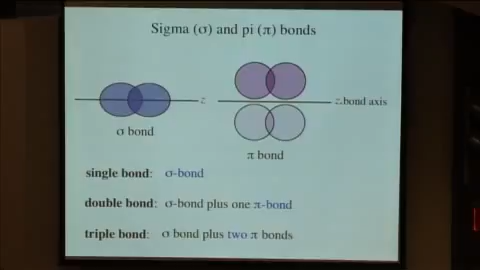 Sigma (σ) and pi (π) bonds
z
z.bond axis
σ bond
π bond
single bond: σ-bond
double bond: σ-bond plus one π-bond
triple bond: σ bond plus two π bonds